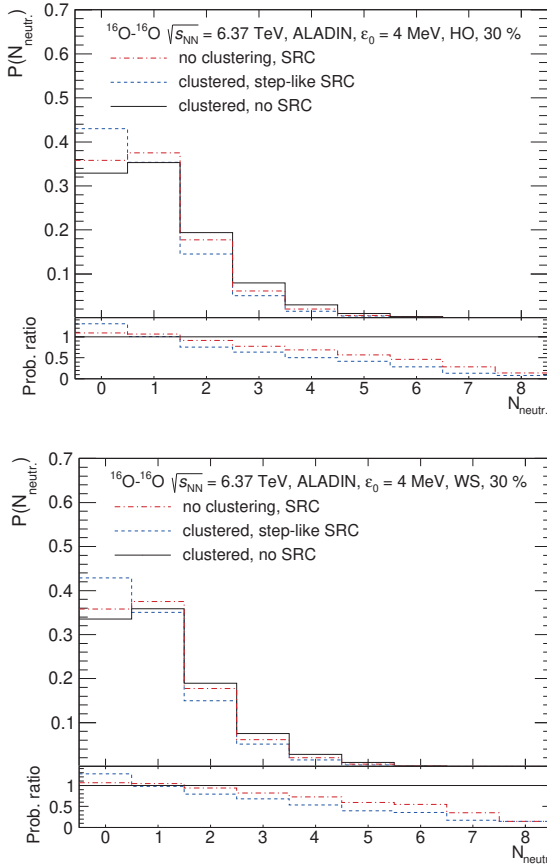 ¹⁶O-¹⁶O √s_NN = 6.37 TeV, ALADIN, ε₀ = 4 MeV, HO, 30 %
no clustering, SRC
clustered, step-like SRC
clustered, no SRC
P(N_neutr.)
0.7
0.6
0.5
0.4
0.3
0.2
0.1
Prob. ratio
1
0.5
0
0 1 2 3 4 5 6 7 8
N_neutr.
¹⁶O-¹⁶O √s_NN = 6.37 TeV, ALADIN, ε₀ = 4 MeV, WS, 30 %
no clustering, SRC
clustered, step-like SRC
clustered, no SRC
P(N_neutr.)
0.7
0.6
0.5
0.4
0.3
0.2
0.1
Prob. ratio
1
0.5
0
0 1 2 3 4 5 6 7 8
N_neutr.